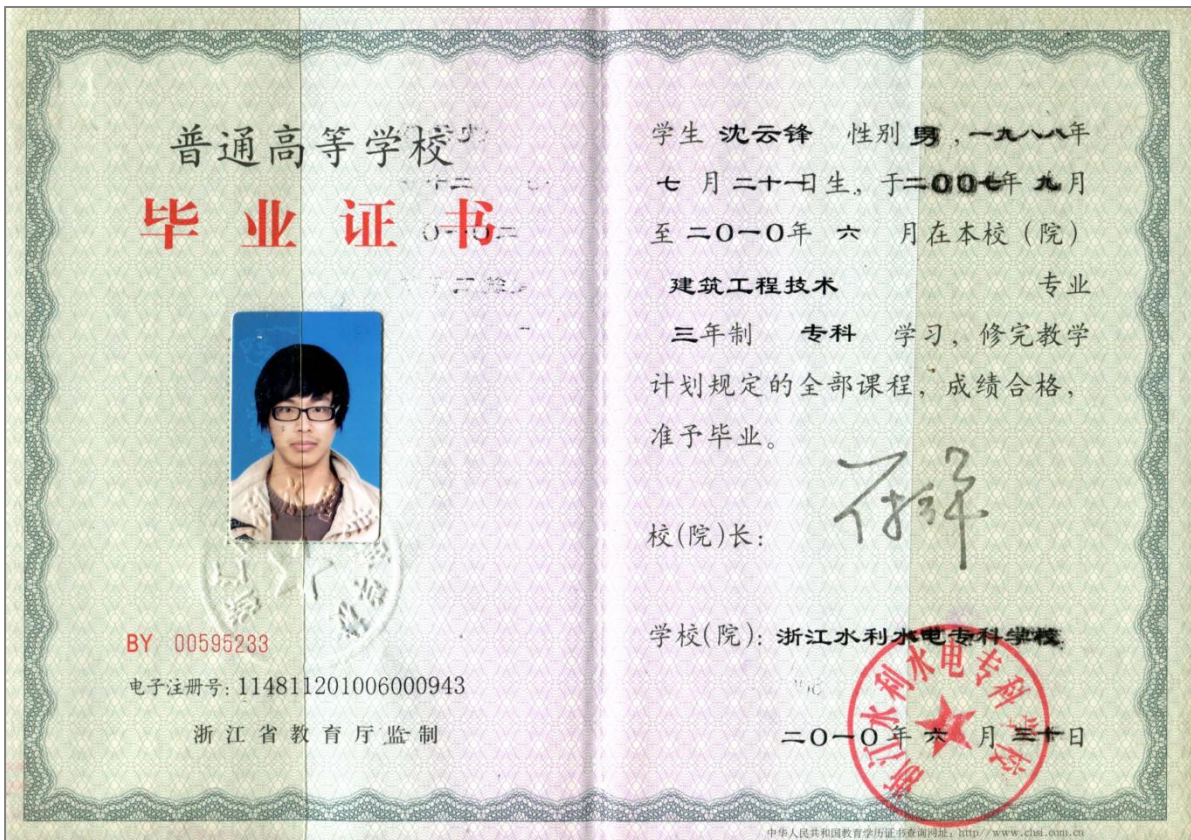 普通高等学校
毕业证书
BY 00595233
电子注册号:114811201006000943
浙江省教育厅监制
学生 沈云锋 性别 男,一九八八年
七 月 二十一日生,于二〇〇七年 九月
至 二〇一〇年 六 月在本校(院)
建筑工程技术 专业
三年制 专科 学习,修完教学
计划规定的全部课程,成绩合格,
准予毕业。
校(院)长:
学校(院):浙江水利水电专科学校
浙江水利水电专科学校
二〇一〇年 六 月 三十日
中华人民共和国教育学历证书查询网址:http://www.chsi.com.cn